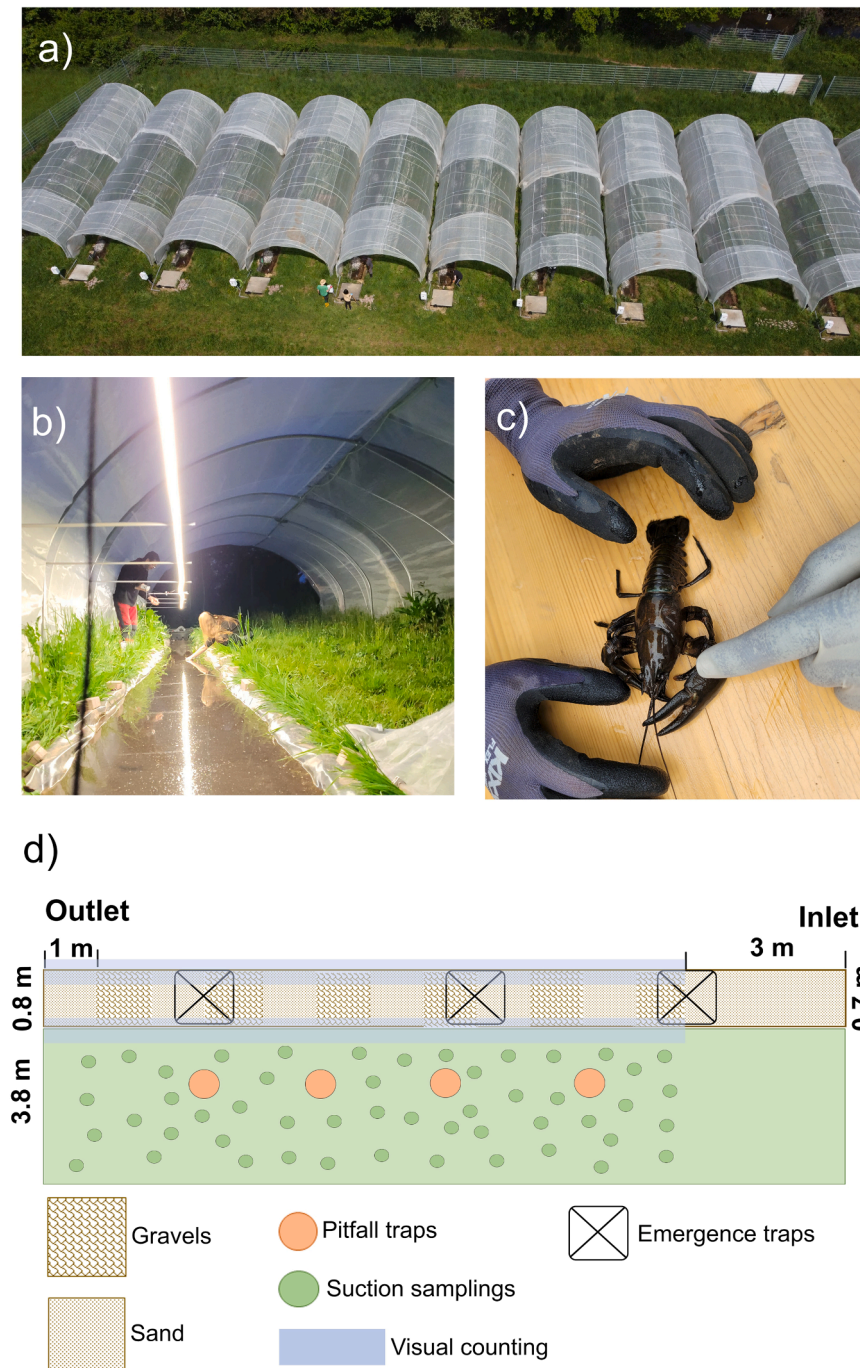 a)
b)
c)
d)
Outlet
Inlet
1 m
3 m
0.8 m
3.8 m
Gravels
Pitfall traps
Emergence traps
Suction samplings
Sand
Visual counting